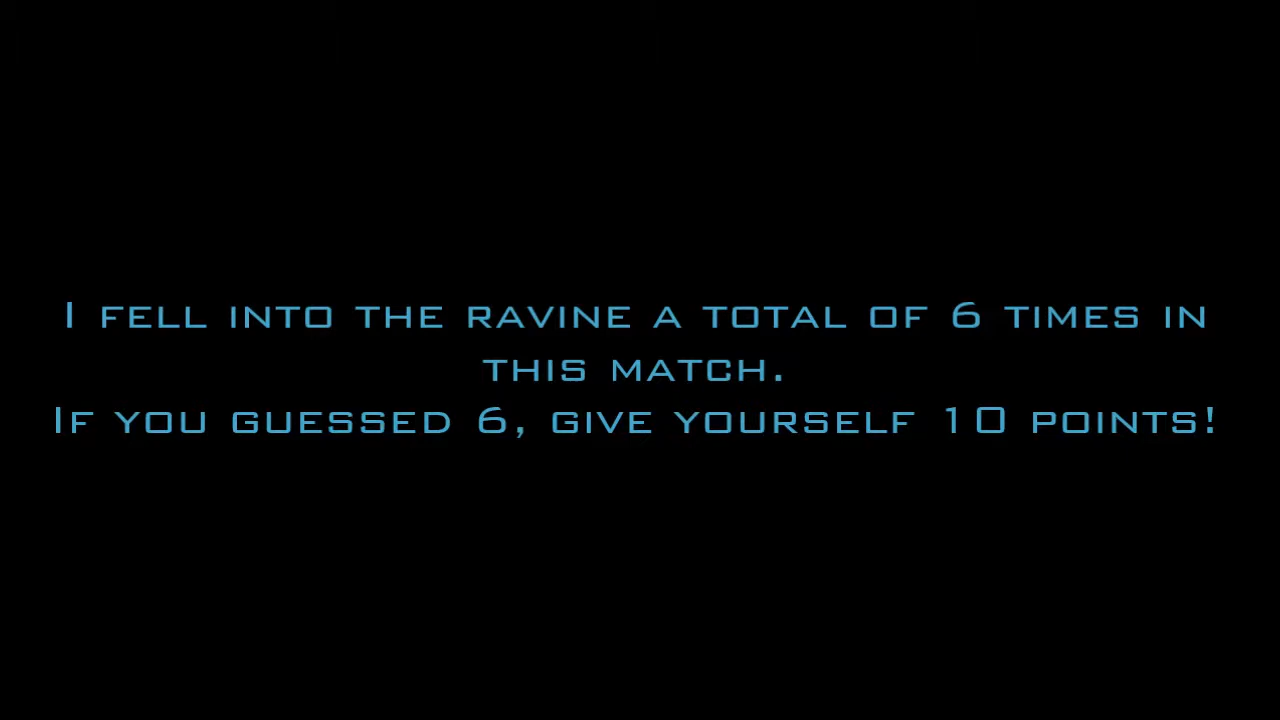 I FELL INTO THE RAVINE A TOTAL OF 6 TIMES IN
THIS MATCH.
IF YOU GUESSED 6, GIVE YOURSELF 10 POINTS!